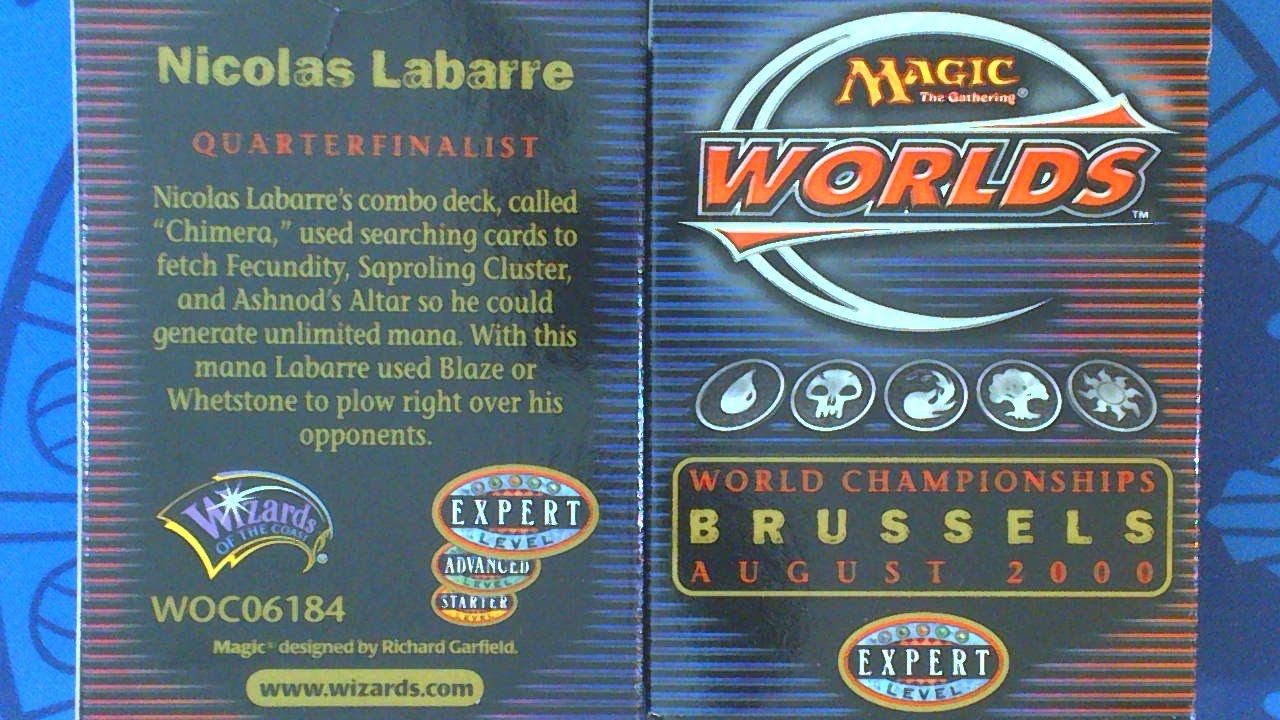 Nicolas Labarre
QUARTERFINALIST
Nicolas Labarre's combo deck, called
"Chimera," used searching cards to
fetch Fecundity, Saproling Cluster,
and Ashnod's Altar so he could
generate unlimited mana. With this
mana Labarre used Blaze or
Whetstone to plow right over his
opponents.
Wizards
OF THE COAST®
EXPERT
LEVEL
ADVANCED
LEVEL
STARTER
LEVEL
WOC06184
Magic® designed by Richard Garfield.
www.wizards.com
MAGIC
The Gathering®
WORLDS™
WORLD CHAMPIONSHIPS
BRUSSELS
AUGUST 2000
EXPERT
LEVEL